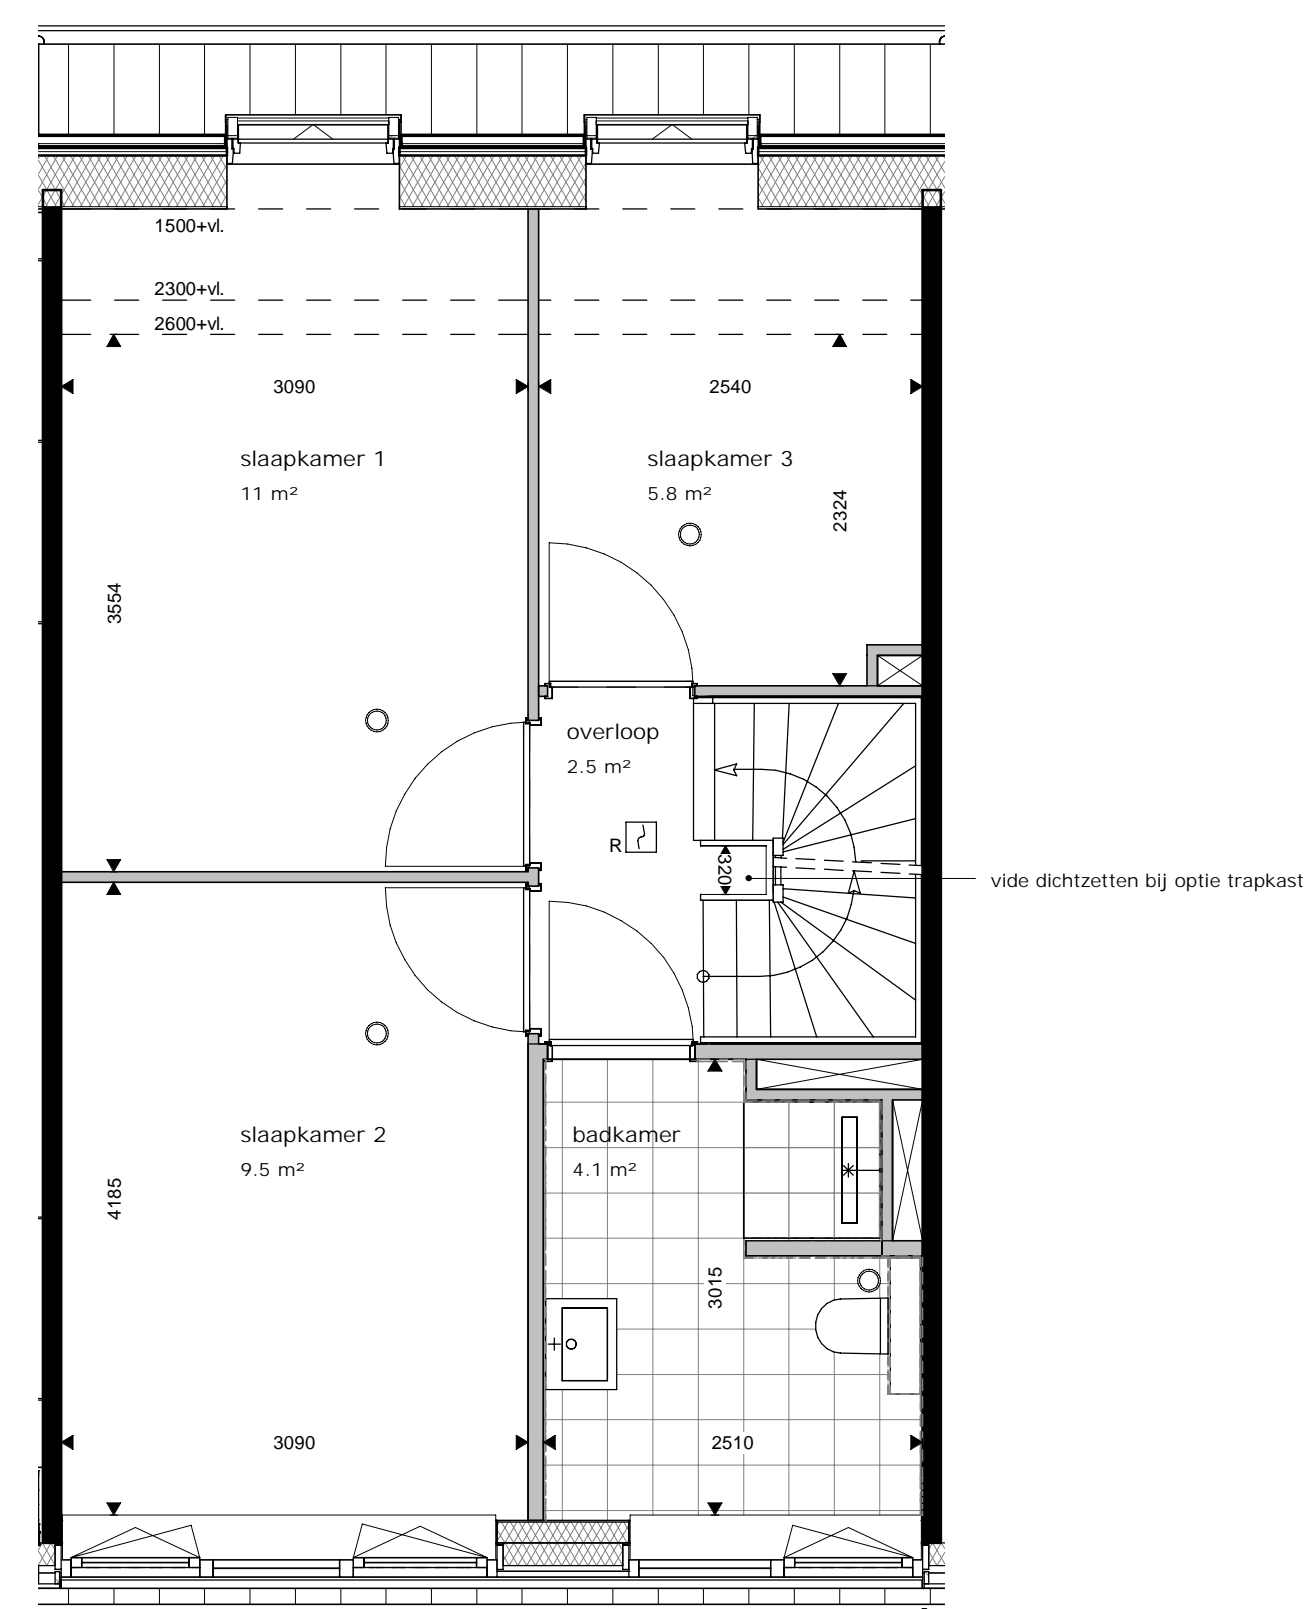 1500+vl.
2300+vl.
2600+vl.
3090
2540
slaapkamer 1
11 m²
slaapkamer 3
5.8 m²
2324
3554
overloop
2.5 m²
R
320
vide dichtzetten bij optie trapkast
slaapkamer 2
9.5 m²
badkamer
4.1 m²
4185
3015
3090
2510